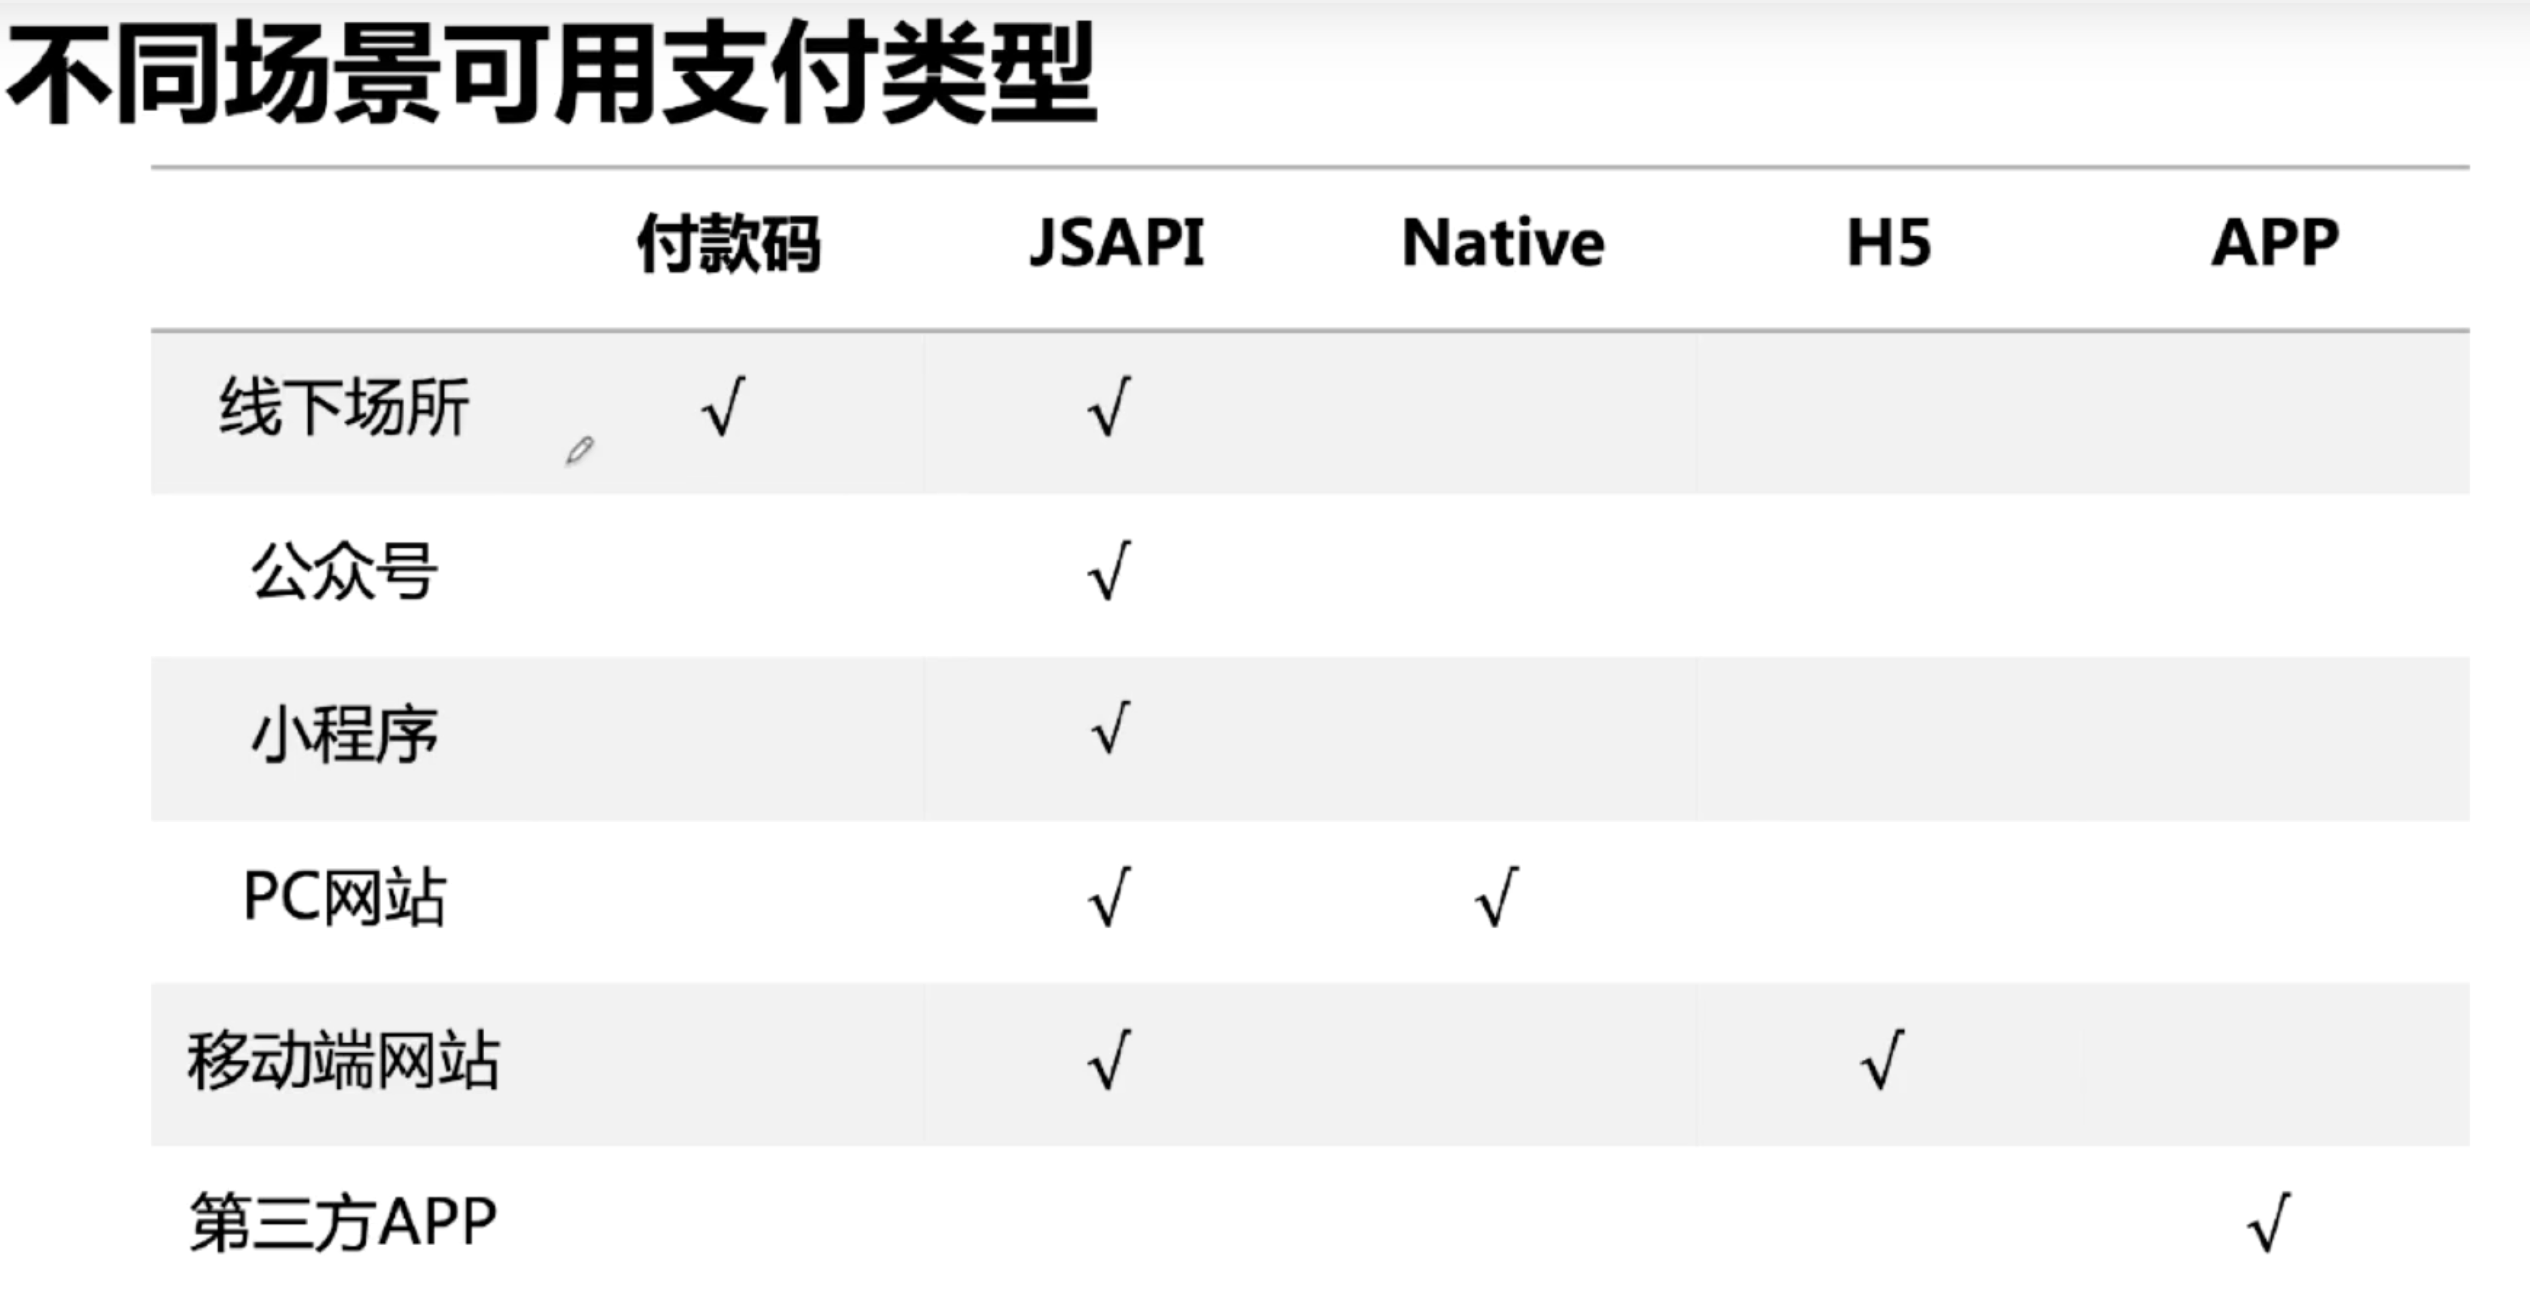 不同场景可用支付类型
付款码 JSAPI Native H5 APP
线下场所 √ √
公众号 √
小程序 √
PC网站 √ √
移动端网站 √ √
第三方APP √